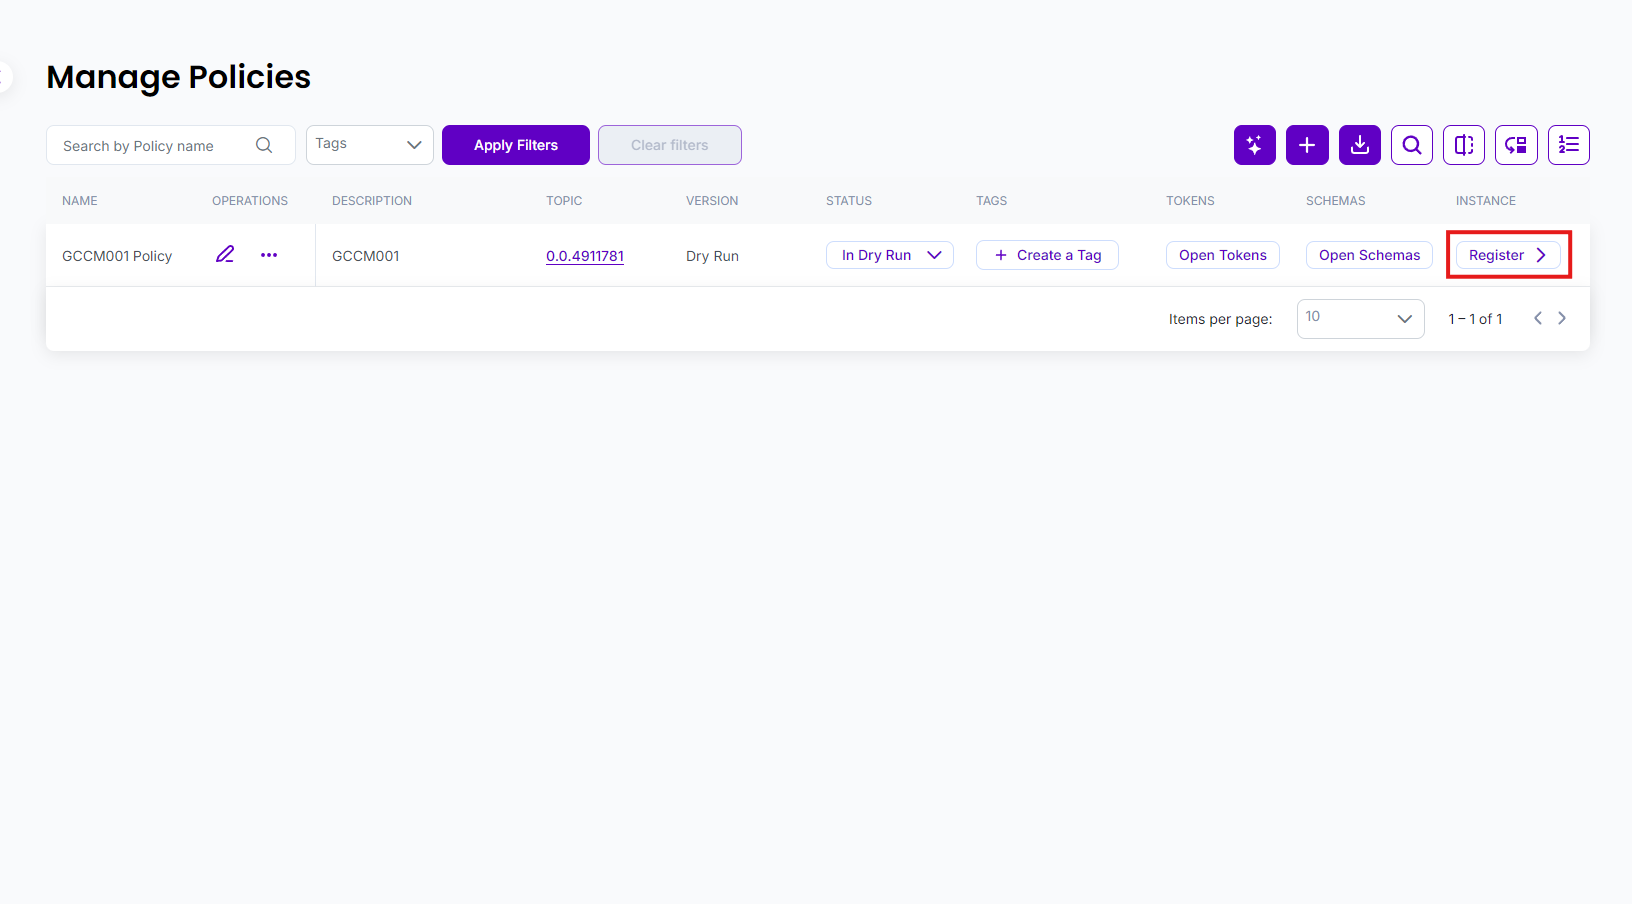 Manage Policies
Search by Policy name
Tags
Apply Filters
Clear filters
NAME OPERATIONS DESCRIPTION TOPIC VERSION STATUS TAGS TOKENS SCHEMAS INSTANCE
GCCM001 Policy GCCM001 0.0.4911781 Dry Run In Dry Run + Create a Tag Open Tokens Open Schemas Register
Items per page: 10 1 – 1 of 1